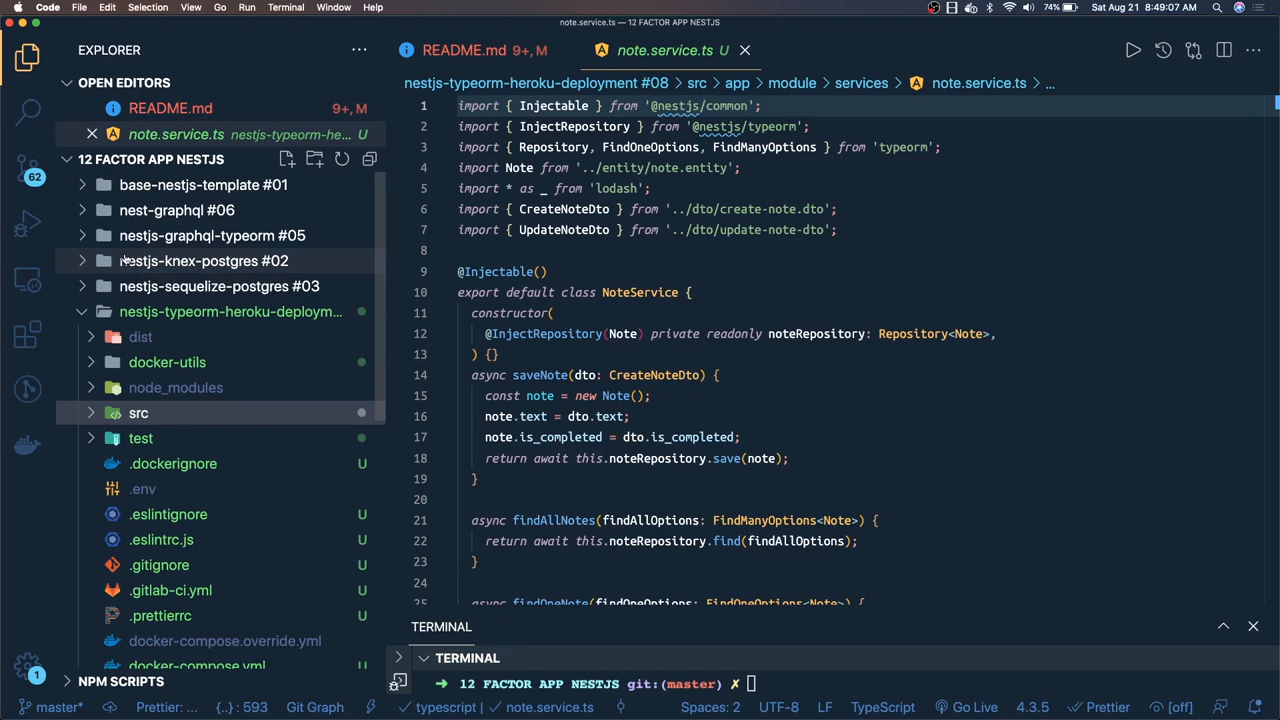 Code File Edit Selection View Go Run Terminal Window Help
74% Sat Aug 21 8:49:07 AM
note.service.ts — 12 FACTOR APP NESTJS
EXPLORER
OPEN EDITORS
README.md 9+, M
note.service.ts nestjs-typeorm-he... U
12 FACTOR APP NESTJS
base-nestjs-template #01
nest-graphql #06
nestjs-graphql-typeorm #05
nestjs-knex-postgres #02
nestjs-sequelize-postgres #03
nestjs-typeorm-heroku-deploym...
dist
docker-utils
node_modules
src
test
.dockerignore U
.env
.eslintignore U
.eslintrc.js U
.gitignore U
.gitlab-ci.yml U
.prettierrc U
docker-compose.override.yml
docker-compose.yml U
NPM SCRIPTS
62
1
README.md 9+, M
note.service.ts U
nestjs-typeorm-heroku-deployment #08 > src > app > module > services > note.service.ts > ...
1 import { Injectable } from '@nestjs/common';
2 import { InjectRepository } from '@nestjs/typeorm';
3 import { Repository, FindOneOptions, FindManyOptions } from 'typeorm';
4 import Note from '../entity/note.entity';
5 import * as _ from 'lodash';
6 import { CreateNoteDto } from '../dto/create-note.dto';
7 import { UpdateNoteDto } from '../dto/update-note-dto';
8
9 @Injectable()
10 export default class NoteService {
11 constructor(
12 @InjectRepository(Note) private readonly noteRepository: Repository<Note>,
13 ) {}
14 async saveNote(dto: CreateNoteDto) {
15 const note = new Note();
16 note.text = dto.text;
17 note.is_completed = dto.is_completed;
18 return await this.noteRepository.save(note);
19 }
20
21 async findAllNotes(findAllOptions: FindManyOptions<Note>) {
22 return await this.noteRepository.find(findAllOptions);
23 }
24
25 async findOneNote(findOneOptions: FindOneOptions<Note>) {
TERMINAL
TERMINAL
➜ 12 FACTOR APP NESTJS git:(master) ✗
master* Prettier: ... {..} : 593 Git Graph typescript | note.service.ts Spaces: 2 UTF-8 LF TypeScript Go Live 4.3.5 Prettier [off]